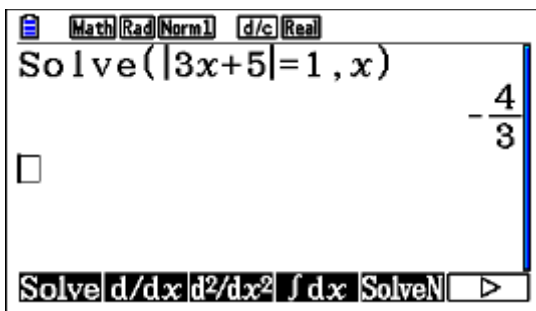 Math Rad Norm1 d/c Real
Solve(|3x+5|=1,x)
-4/3
Solve d/dx d²/dx² ∫dx SolveN ▷